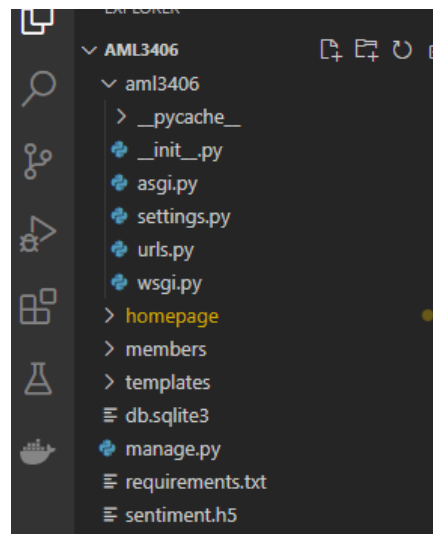 EXPLORER
AML3406
aml3406
__pycache__
__init__.py
asgi.py
settings.py
urls.py
wsgi.py
homepage
members
templates
db.sqlite3
manage.py
requirements.txt
sentiment.h5